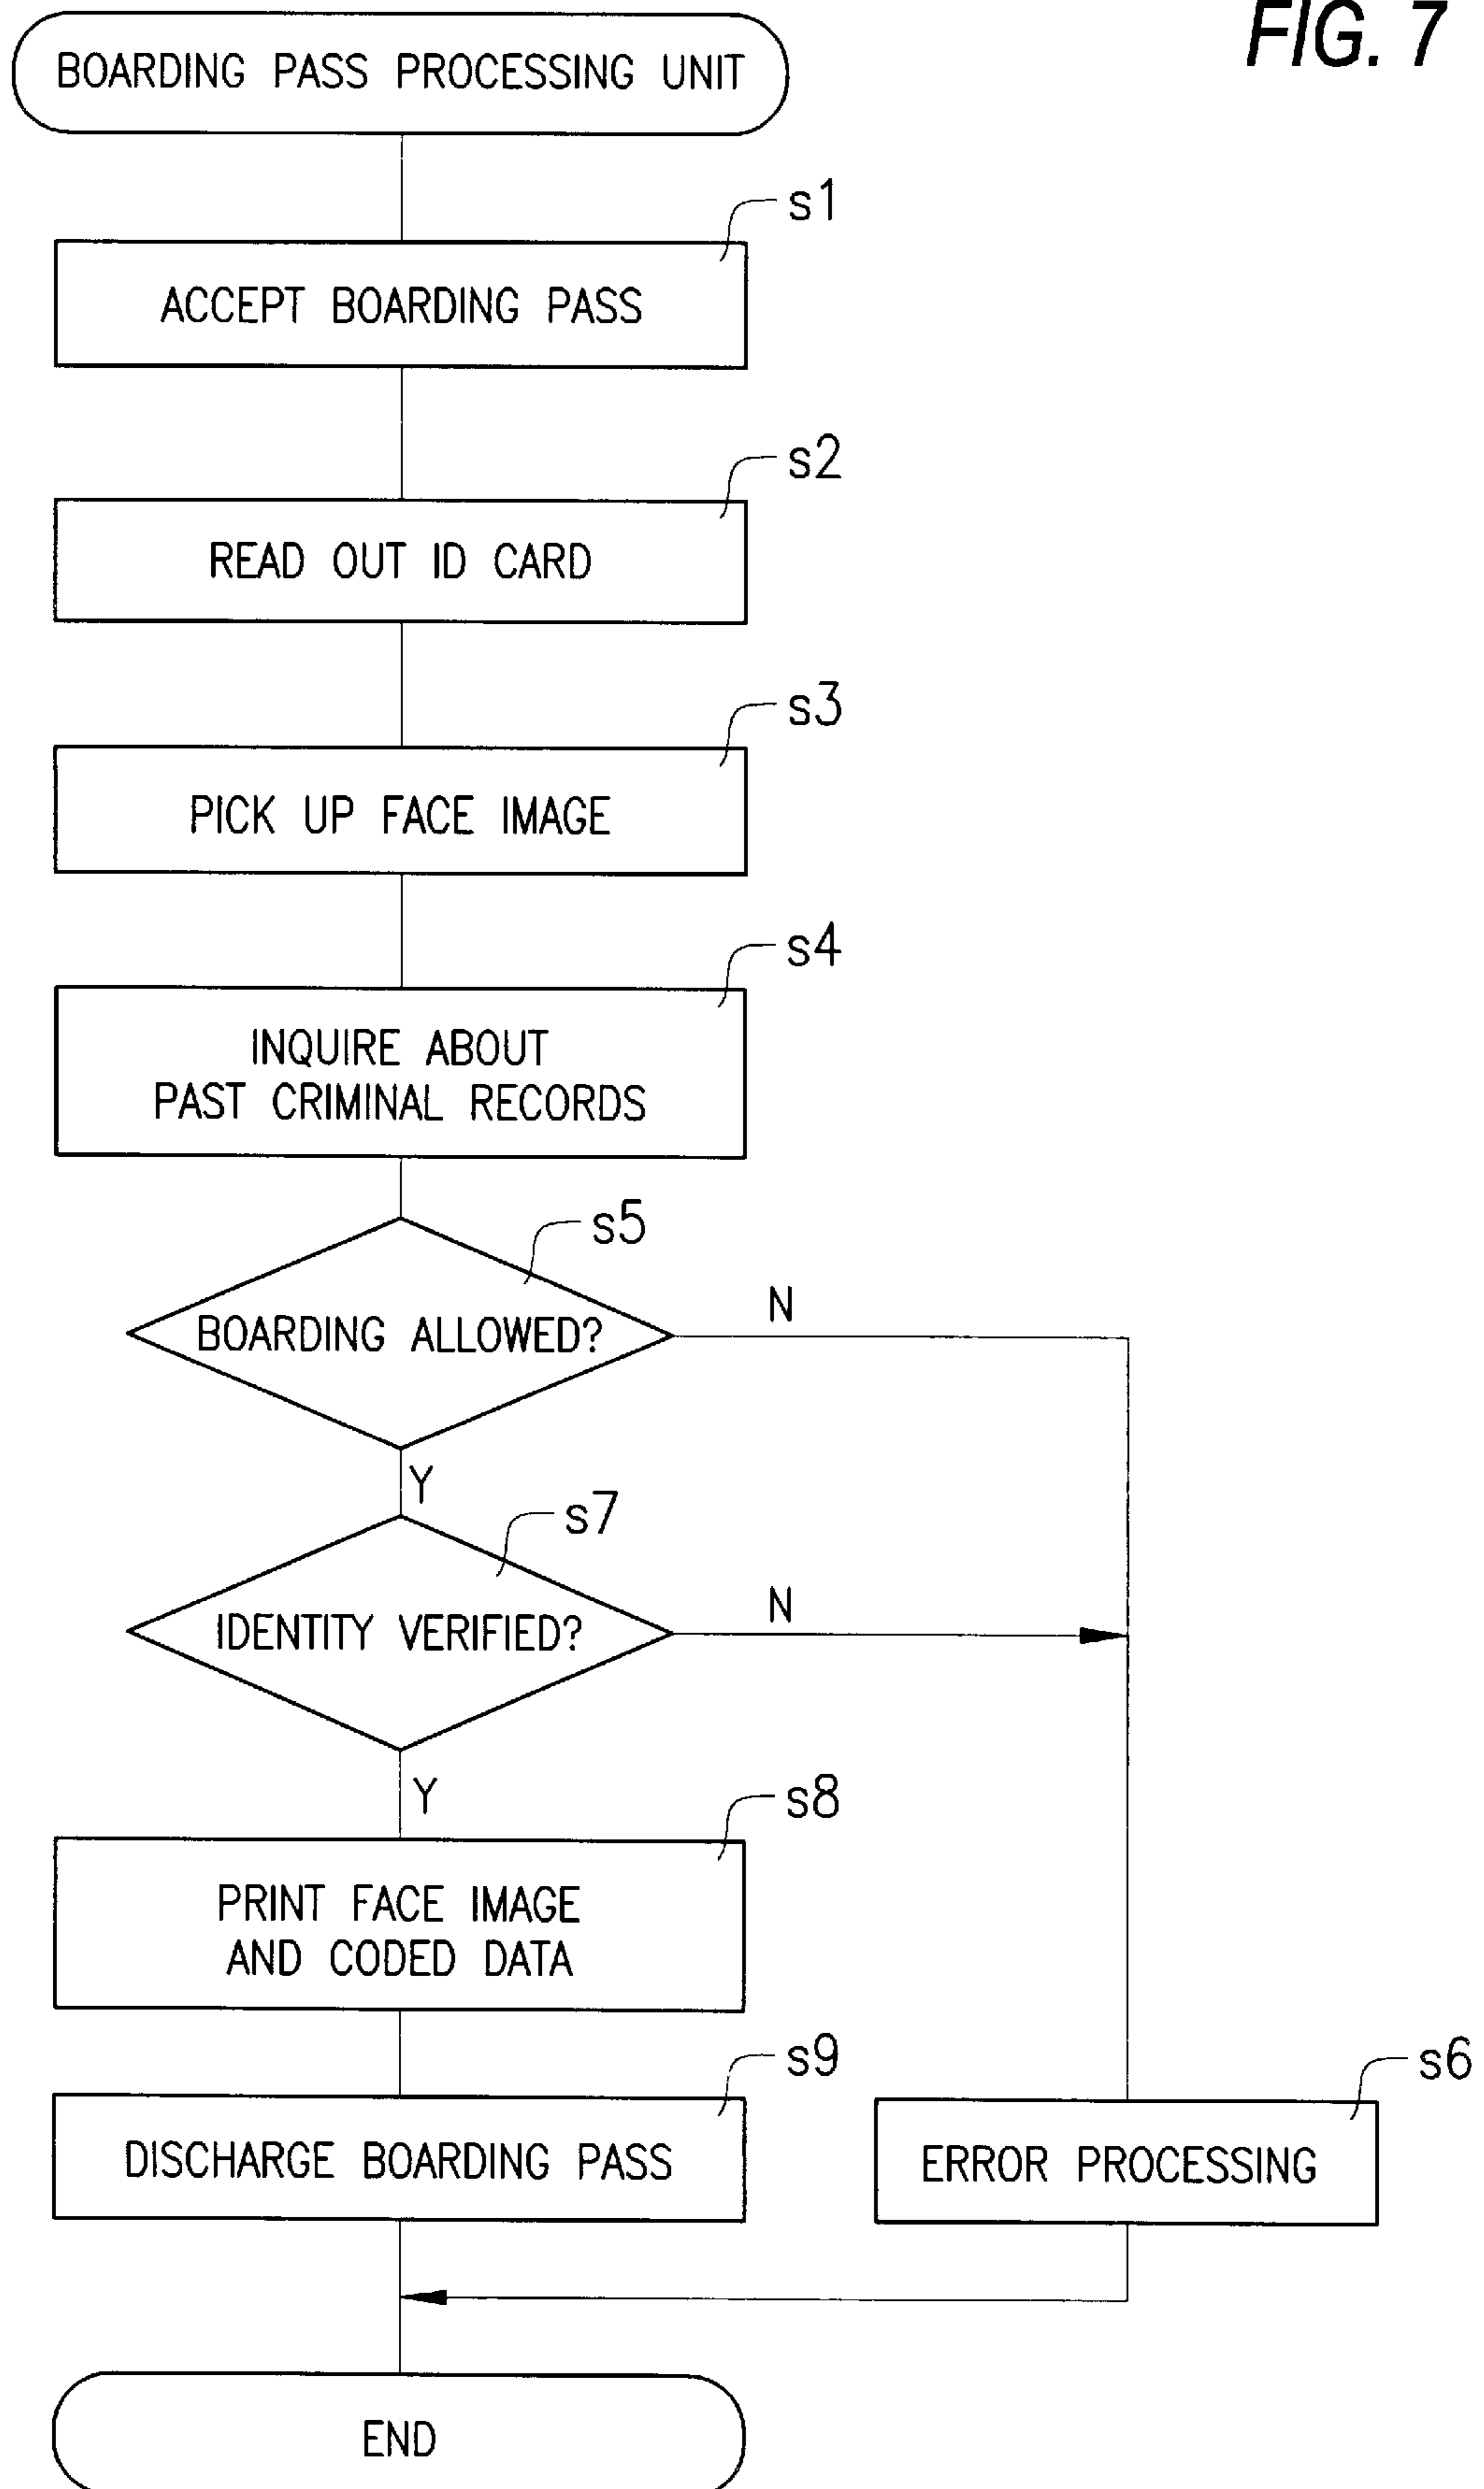 FIG. 7
BOARDING PASS PROCESSING UNIT
s1
ACCEPT BOARDING PASS
s2
READ OUT ID CARD
s3
PICK UP FACE IMAGE
s4
INQUIRE ABOUT
PAST CRIMINAL RECORDS
s5
BOARDING ALLOWED?
N
Y
s7
IDENTITY VERIFIED?
N
Y
s8
PRINT FACE IMAGE
AND CODED DATA
s9
DISCHARGE BOARDING PASS
s6
ERROR PROCESSING
END